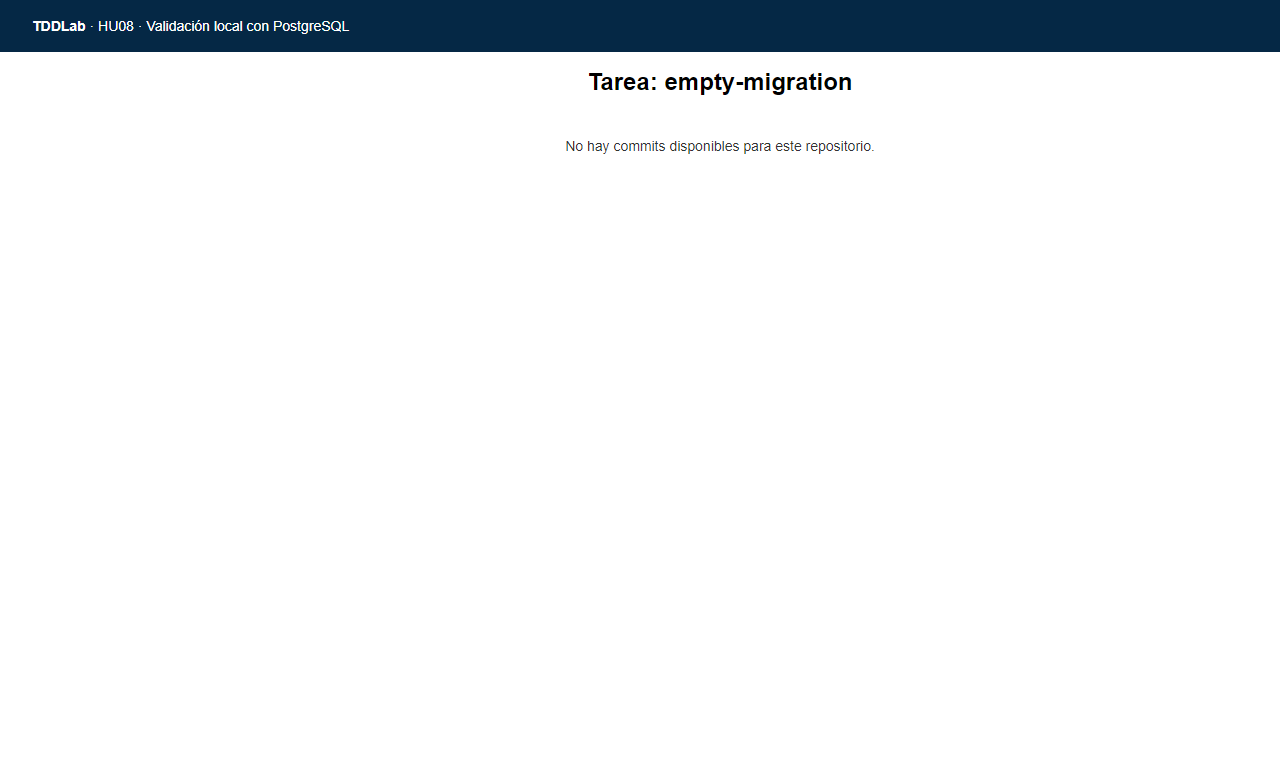 TDDLab · HU08 · Validación local con PostgreSQL
Tarea: empty-migration
No hay commits disponibles para este repositorio.